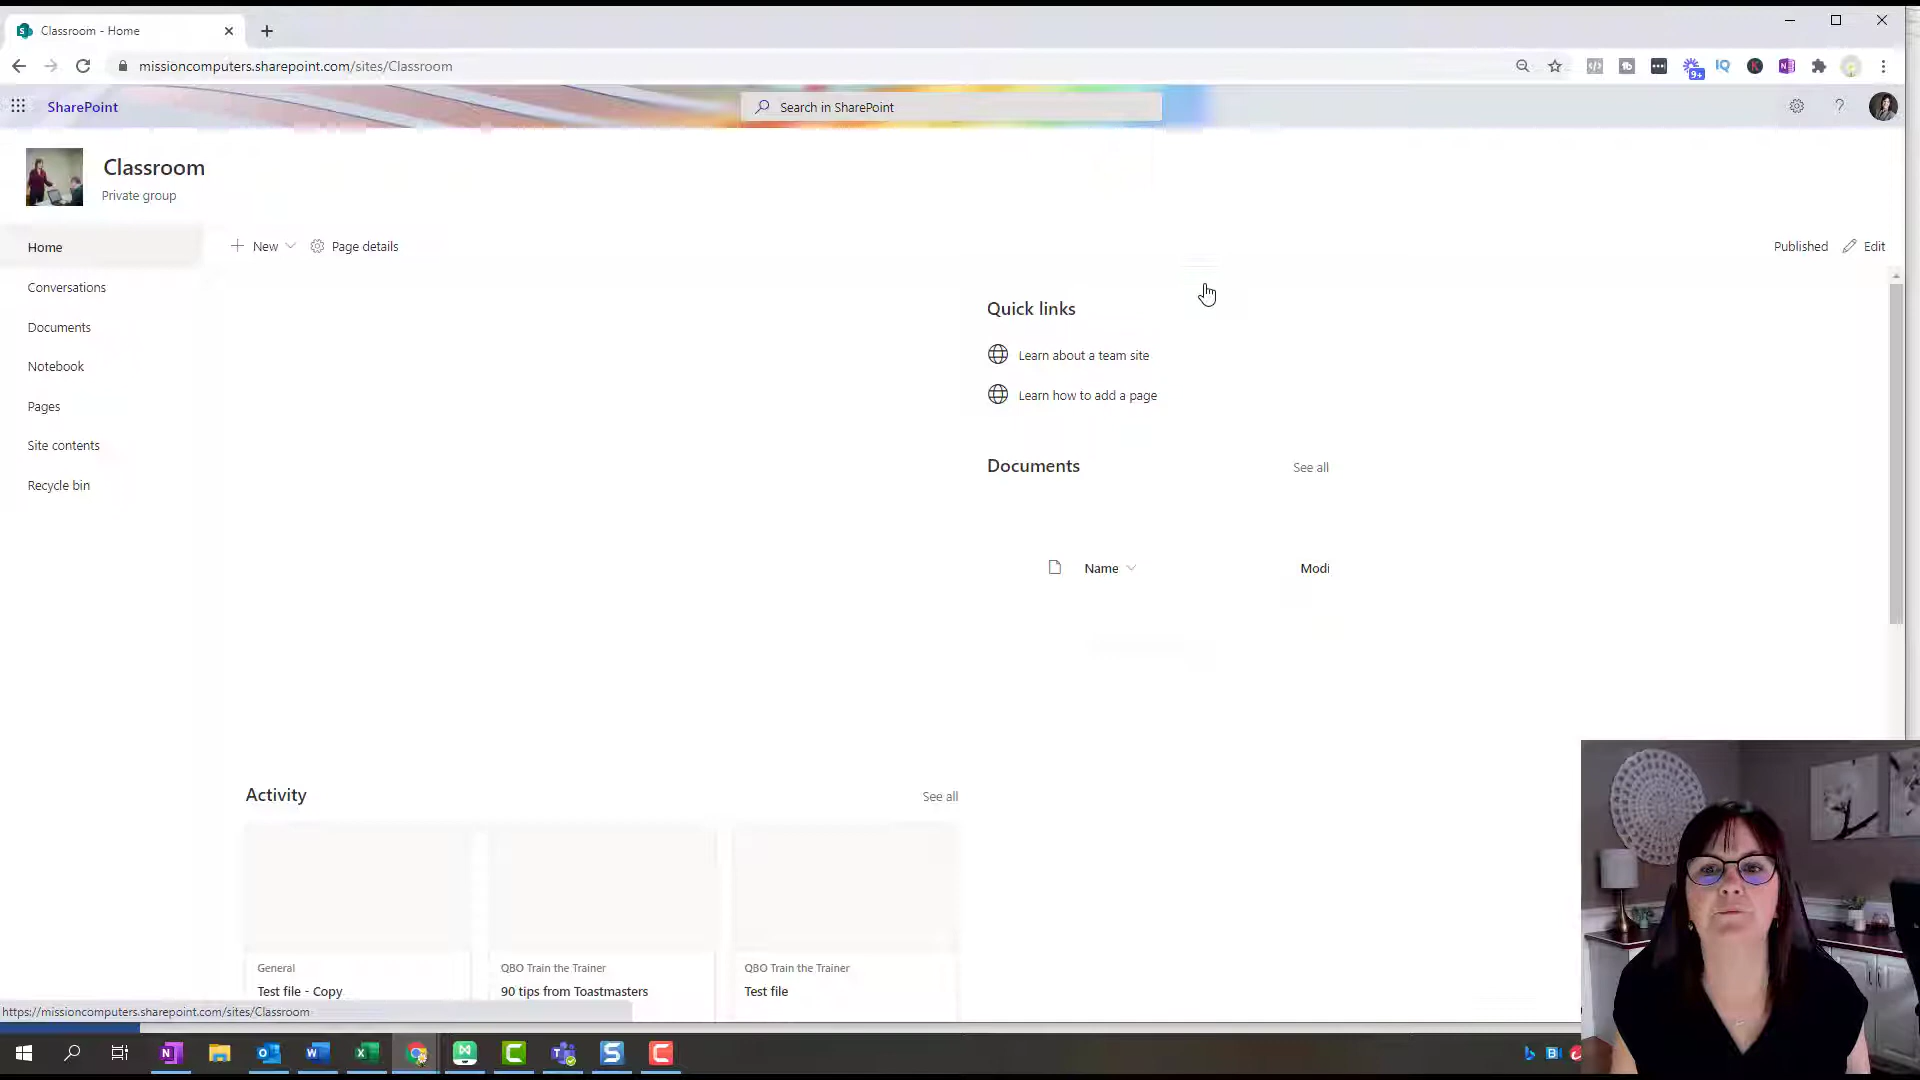 Classroom - Home
missioncomputers.sharepoint.com/sites/Classroom
9+
IQ
K
SharePoint
Search in SharePoint
?
Classroom
Private group
Home
New
Page details
Published
Edit
Conversations
Documents
Notebook
Pages
Site contents
Recycle bin
Quick links
Learn about a team site
Learn how to add a page
Documents
See all
Name
Modi
Activity
See all
General
Test file - Copy
QBO Train the Trainer
90 tips from Toastmasters
QBO Train the Trainer
Test file
https://missioncomputers.sharepoint.com/sites/Classroom